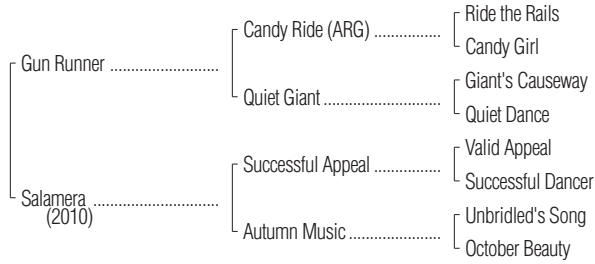 Ride the Rails
Candy Ride (ARG) ................
Candy Girl
Gun Runner ..........................
Giant's Causeway
Quiet Giant ............................
Quiet Dance
Valid Appeal
Successful Appeal ................
Successful Dancer
Salamera ..............................
(2010)
Unbridled's Song
Autumn Music ......................
October Beauty